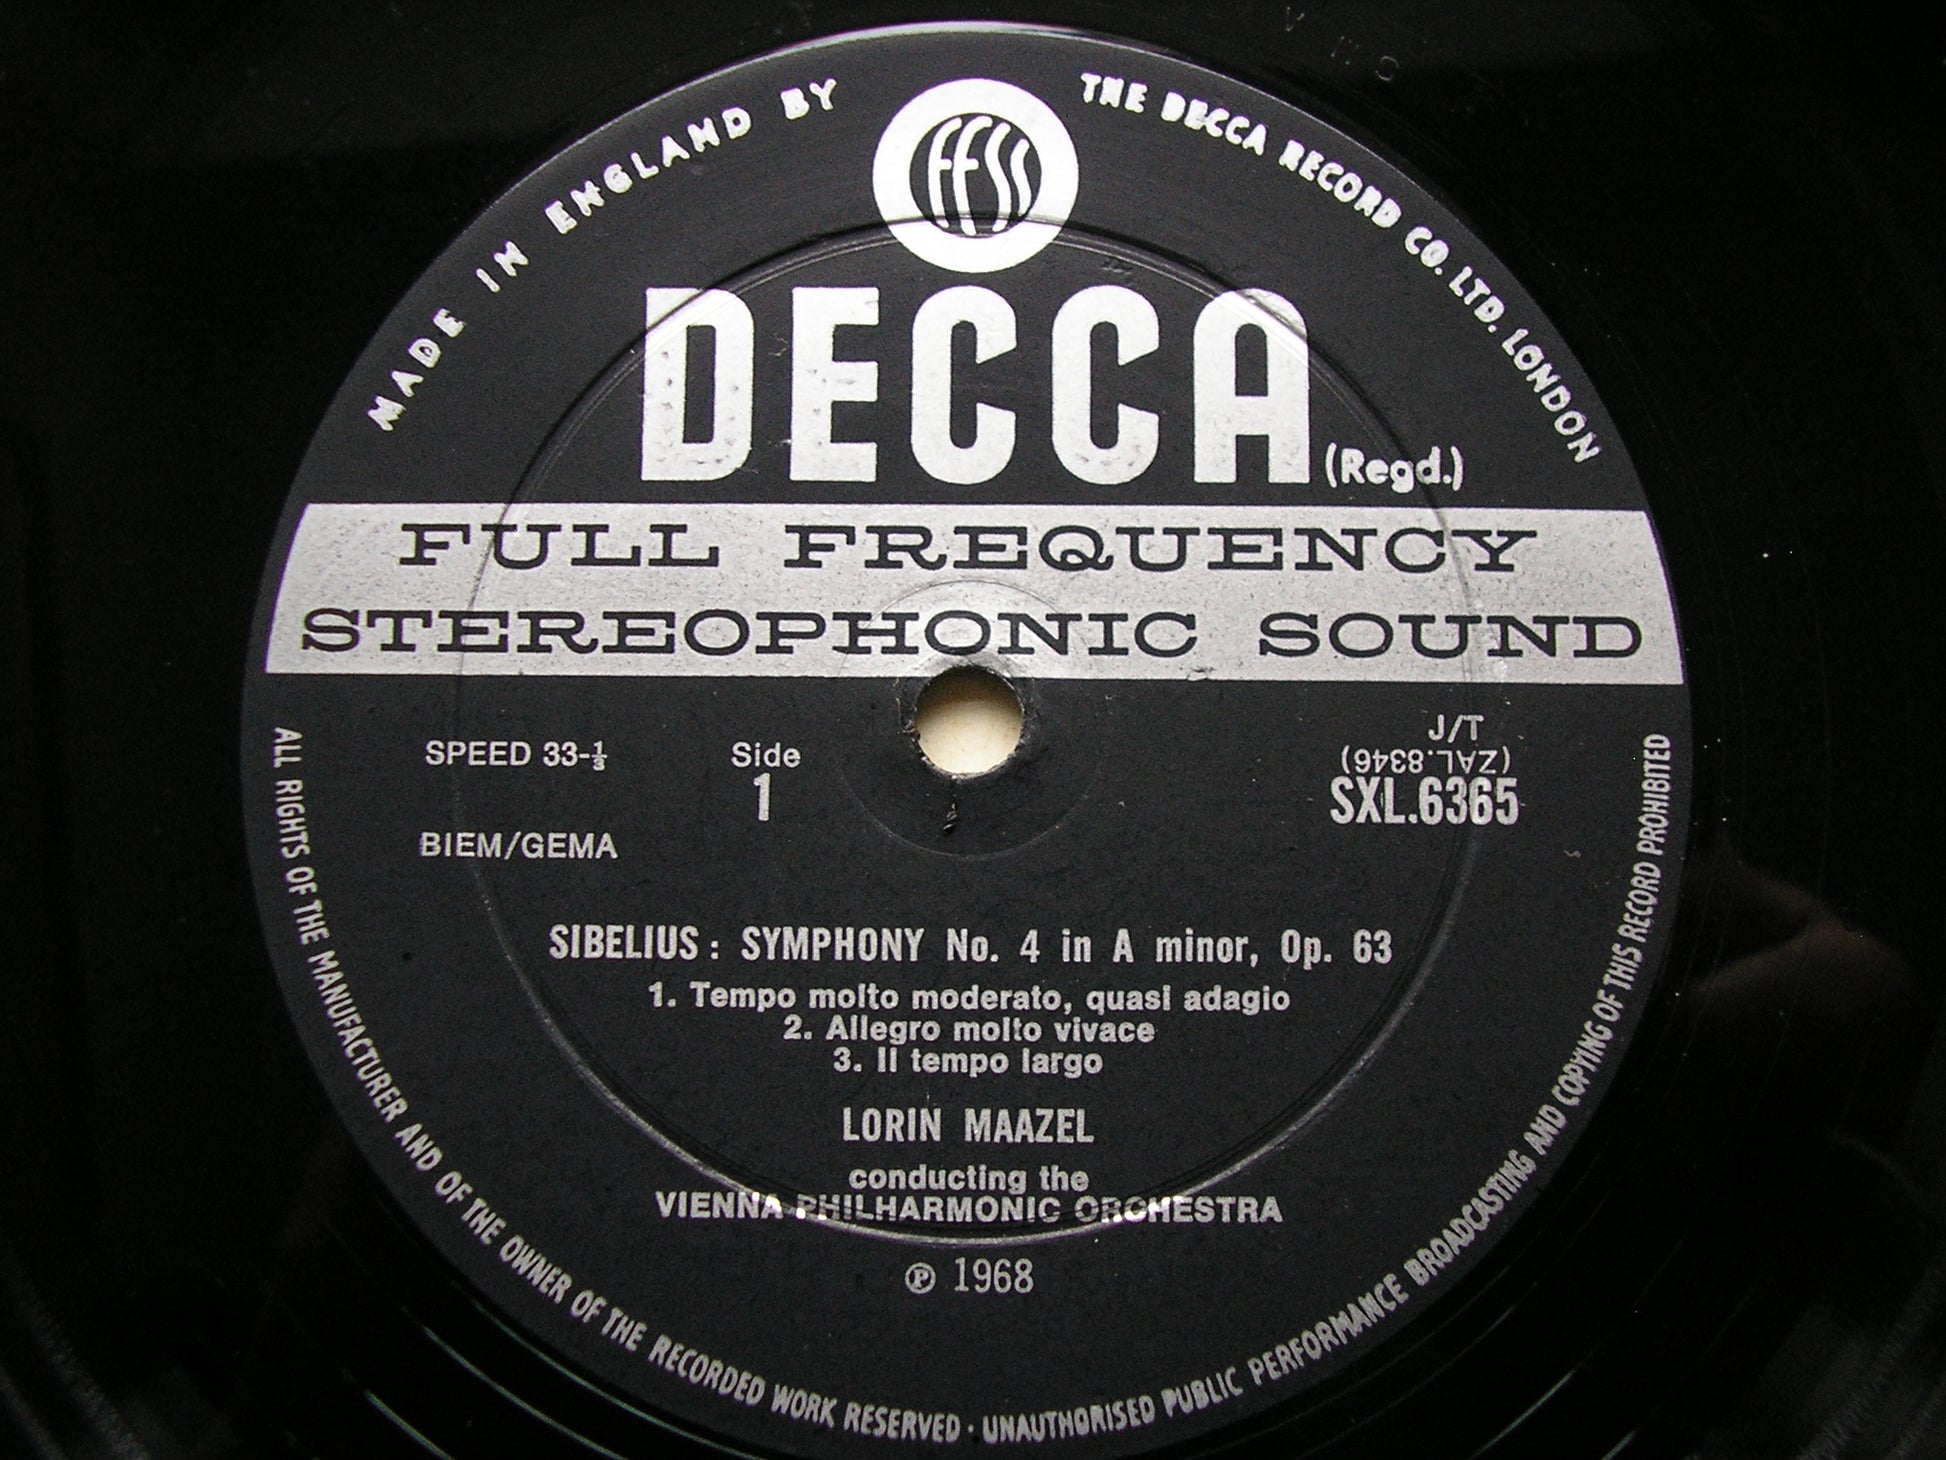 MADE IN ENGLAND BY
THE DECCA RECORD CO. LTD. LONDON
FFSS
DECCA
(Regd.)
FULL FREQUENCY
STEREOPHONIC SOUND
SPEED 33-⅓
Side
1
J/T
(ZAL.8346)
SXL.6365
BIEM/GEMA
SIBELIUS: SYMPHONY No. 4 in A minor, Op. 63
1. Tempo molto moderato, quasi adagio
2. Allegro molto vivace
3. Il tempo largo
LORIN MAAZEL
conducting the
VIENNA PHILHARMONIC ORCHESTRA
℗ 1968
ALL RIGHTS OF THE MANUFACTURER AND OF THE OWNER OF THE RECORDED WORK RESERVED · UNAUTHORISED PUBLIC PERFORMANCE BROADCASTING AND COPYING OF THIS RECORD PROHIBITED